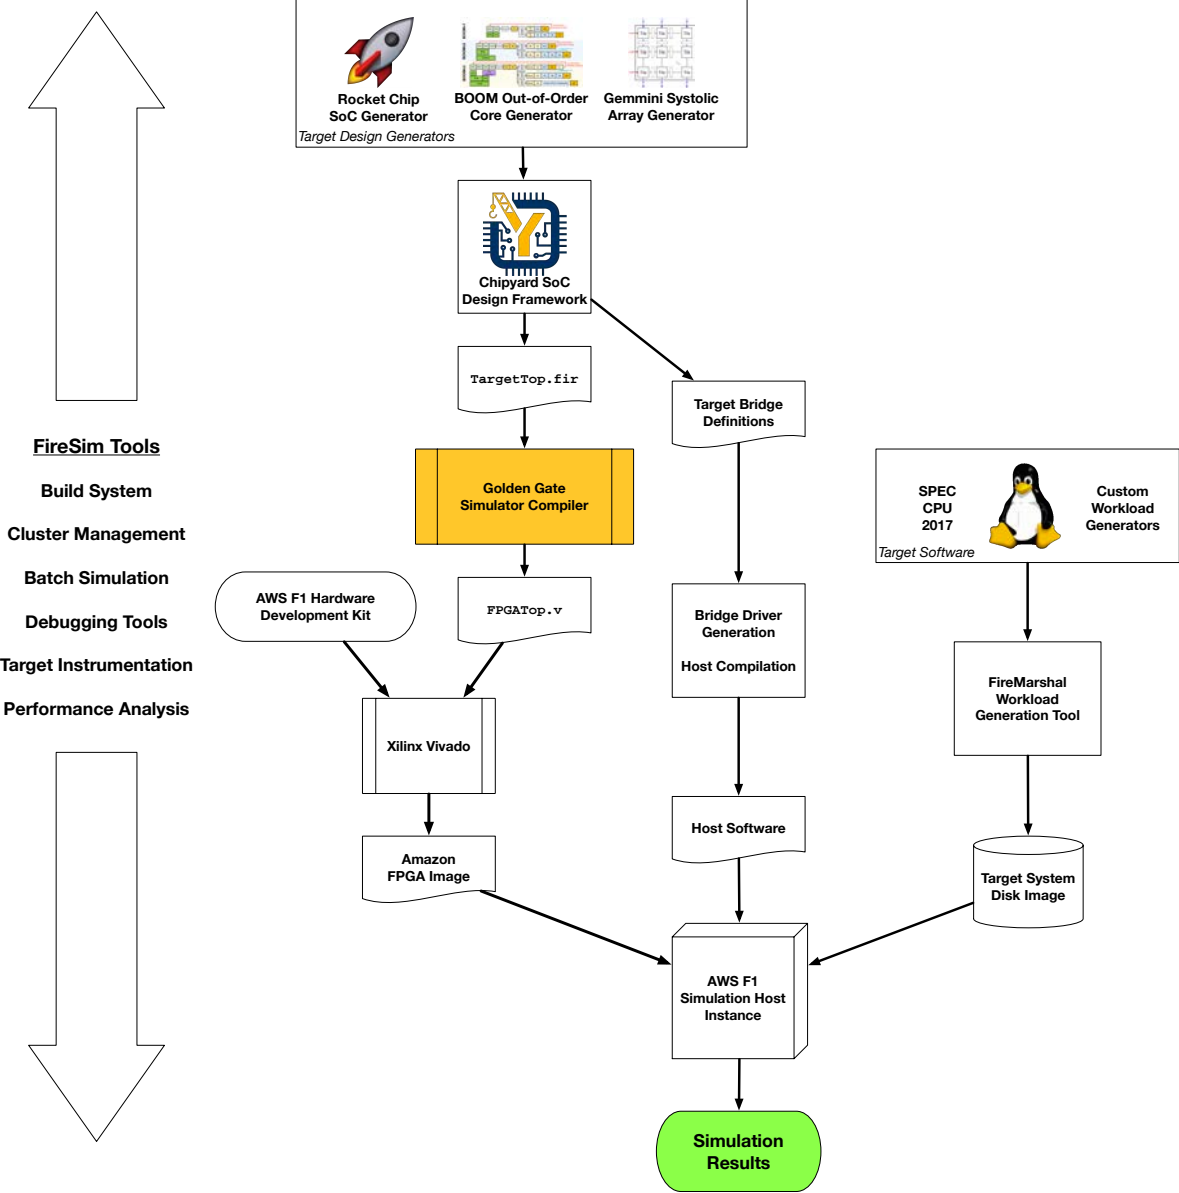 Rocket Chip
SoC Generator
BOOM Out-of-Order
Core Generator
Gemmini Systolic
Array Generator
Target Design Generators
Chipyard SoC
Design Framework
TargetTop.fir
Target Bridge
Definitions
FireSim Tools
Build System
Cluster Management
Batch Simulation
Debugging Tools
Target Instrumentation
Performance Analysis
Golden Gate
Simulator Compiler
SPEC
CPU
2017
Custom
Workload
Generators
Target Software
AWS F1 Hardware
Development Kit
FPGATop.v
Bridge Driver
Generation
Host Compilation
FireMarshal
Workload
Generation Tool
Xilinx Vivado
Host Software
Amazon
FPGA Image
Target System
Disk Image
AWS F1
Simulation Host
Instance
Simulation
Results